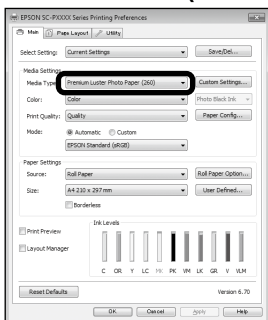 EPSON SC-PXXXX Series Printing Preferences
Main Page Layout Utility
Select Setting: Current Settings Save/Del...
Media Settings
Media Type: Premium Luster Photo Paper (260) Custom Settings...
Color: Color Photo Black Ink
Print Quality: Quality Paper Config...
Mode: Automatic Custom
EPSON Standard (sRGB)
Paper Settings
Source: Roll Paper Roll Paper Option...
Size: A4 210 x 297 mm User Defined...
Borderless
Print Preview
Layout Manager
Ink Levels
C OR Y LC MK PK VM LK GR V VLM
Reset Defaults Version 6.70
OK Cancel Apply Help